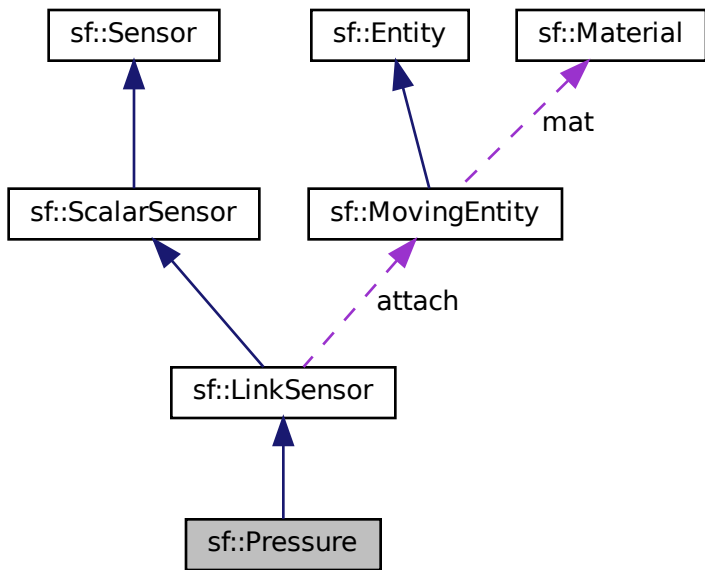 sf::Sensor
sf::Entity
sf::Material
mat
sf::ScalarSensor
sf::MovingEntity
attach
sf::LinkSensor
sf::Pressure